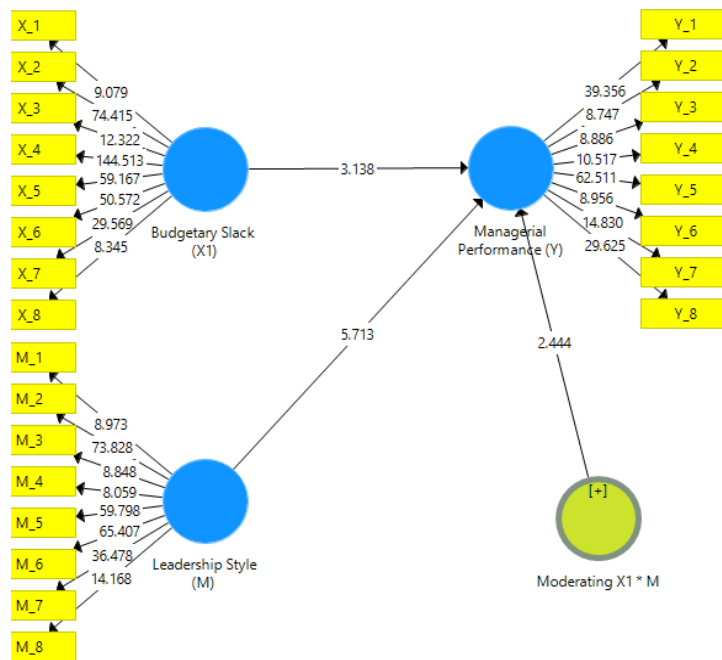 X_1
X_2
X_3
X_4
X_5
X_6
X_7
X_8
9.079
74.415
12.322
144.513
59.167
50.572
29.569
8.345
Budgetary Slack
(X1)
3.138
Managerial
Performance (Y)
39.356
8.747
8.886
10.517
62.511
8.956
14.830
29.625
Y_1
Y_2
Y_3
Y_4
Y_5
Y_6
Y_7
Y_8
M_1
M_2
M_3
M_4
M_5
M_6
M_7
M_8
8.973
73.828
8.848
8.059
59.798
65.407
36.478
14.168
Leadership Style
(M)
5.713
2.444
[+]
Moderating X1 * M